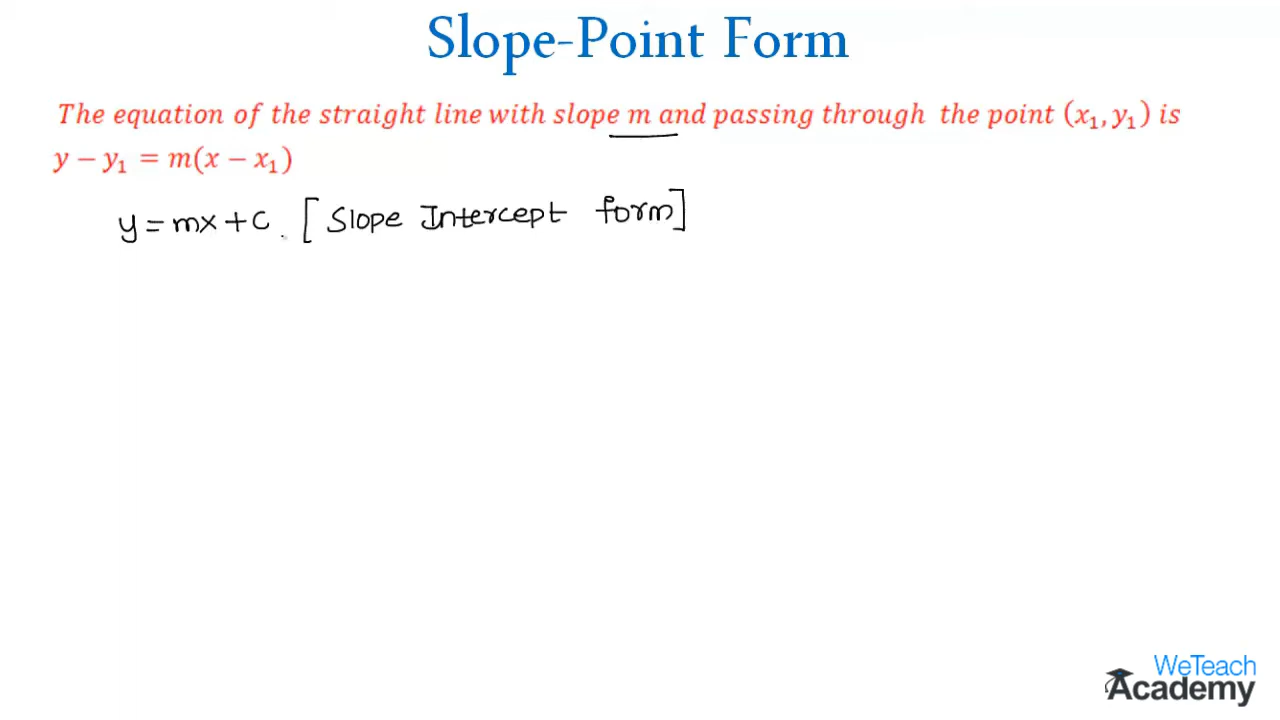 Slope-Point Form
The equation of the straight line with slope m and passing through the point (x₁, y₁) is
y − y₁ = m(x − x₁)
y = mx + c . [Slope Intercept form]
WeTeach
Academy